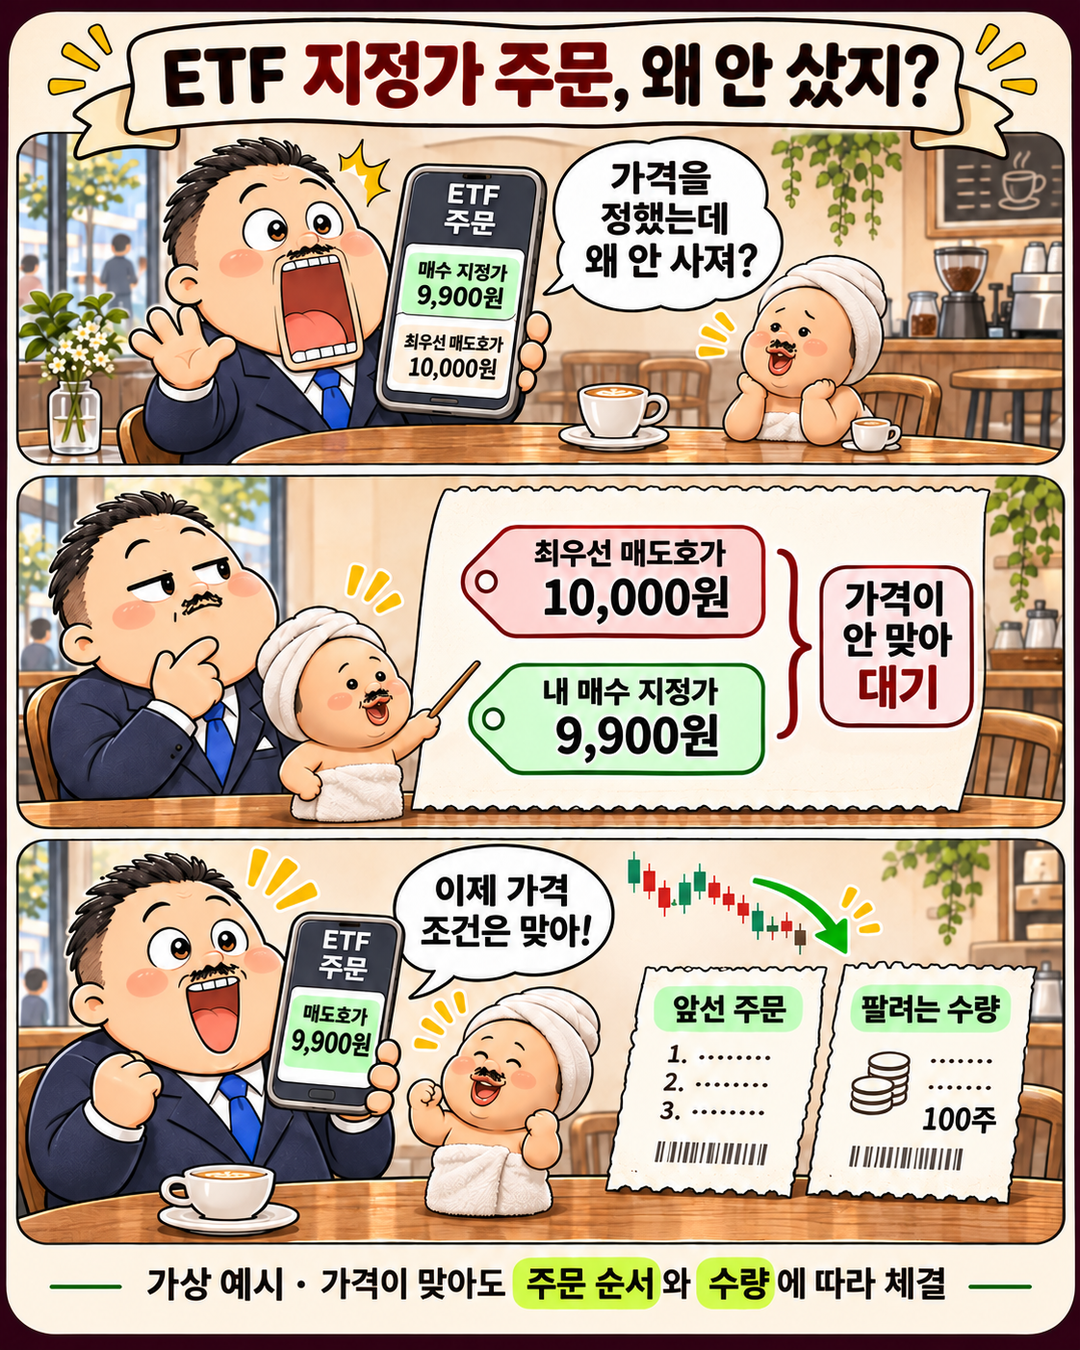 ETF 지정가 주문, 왜 안 샀지?
ETF
주문
매수 지정가
9,900원
최우선 매도호가
10,000원
가격을
정했는데
왜 안 사져?
최우선 매도호가
10,000원
내 매수 지정가
9,900원
가격이
안 맞아
대기
ETF
주문
매도호가
9,900원
이제 가격
조건은 맞아!
앞선 주문
1. ........
2. ........
3. ........
팔려는 수량
.......
.......
100주
가상 예시 · 가격이 맞아도 주문 순서와 수량에 따라 체결